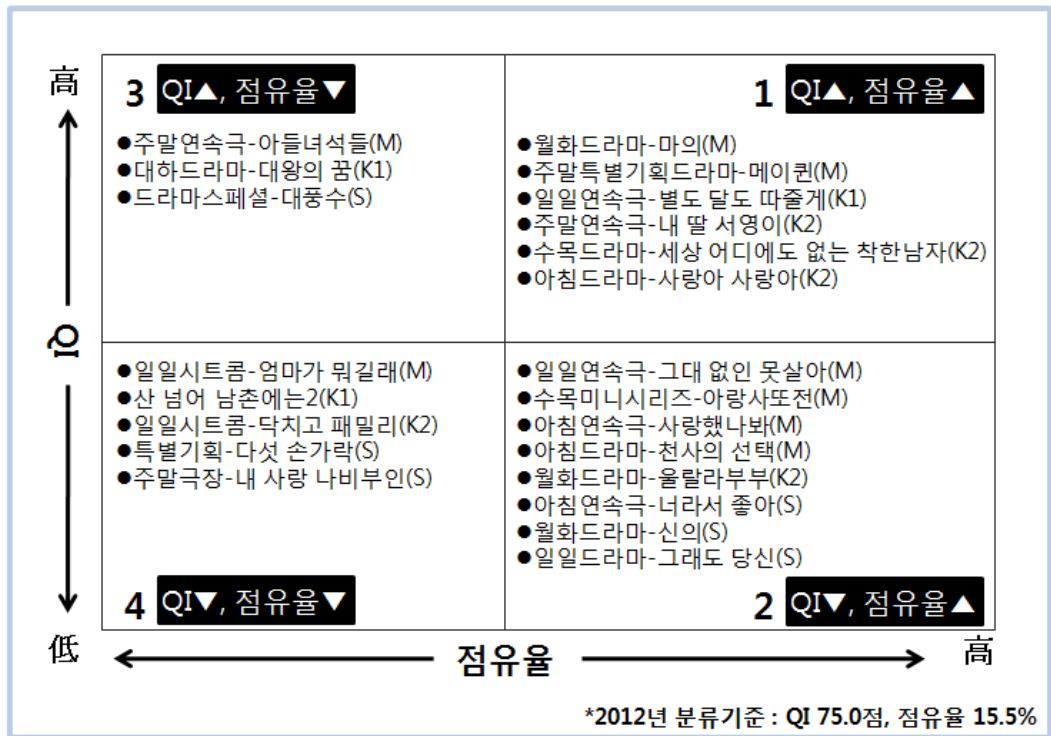 高
3 QI▲, 점유율▼
●주말연속극-아들녀석들(M)
●대하드라마-대왕의 꿈(K1)
●드라마스페셜-대풍수(S)
1 QI▲, 점유율▲
●월화드라마-마의(M)
●주말특별기획드라마-메이퀸(M)
●일일연속극-별도 달도 따줄게(K1)
●주말연속극-내 딸 서영이(K2)
●수목드라마-세상 어디에도 없는 착한남자(K2)
●아침드라마-사랑아 사랑아(K2)
QI
●일일시트콤-엄마가 뭐길래(M)
●산 넘어 남촌에는2(K1)
●일일시트콤-닥치고 패밀리(K2)
●특별기획-다섯 손가락(S)
●주말극장-내 사랑 나비부인(S)
4 QI▼, 점유율▼
●일일연속극-그대 없인 못살아(M)
●수목미니시리즈-아랑사또전(M)
●아침연속극-사랑했나봐(M)
●아침드라마-천사의 선택(M)
●월화드라마-울랄라부부(K2)
●아침연속극-너라서 좋아(S)
●월화드라마-신의(S)
●일일드라마-그래도 당신(S)
2 QI▼, 점유율▲
低
점유율
高
*2012년 분류기준 : QI 75.0점, 점유율 15.5%